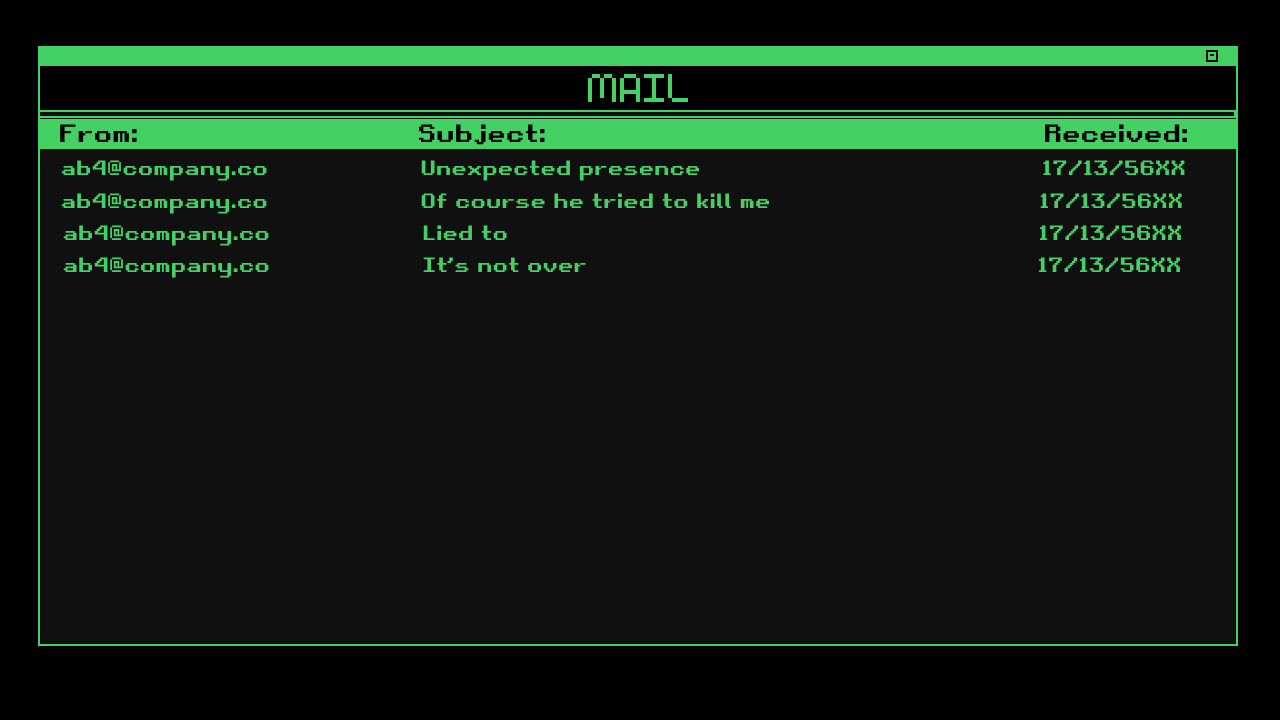 MAIL
From: Subject: Received:
ab4@company.co Unexpected presence 17/13/56XX
ab4@company.co Of course he tried to kill me 17/13/56XX
ab4@company.co Lied to 17/13/56XX
ab4@company.co It's not over 17/13/56XX